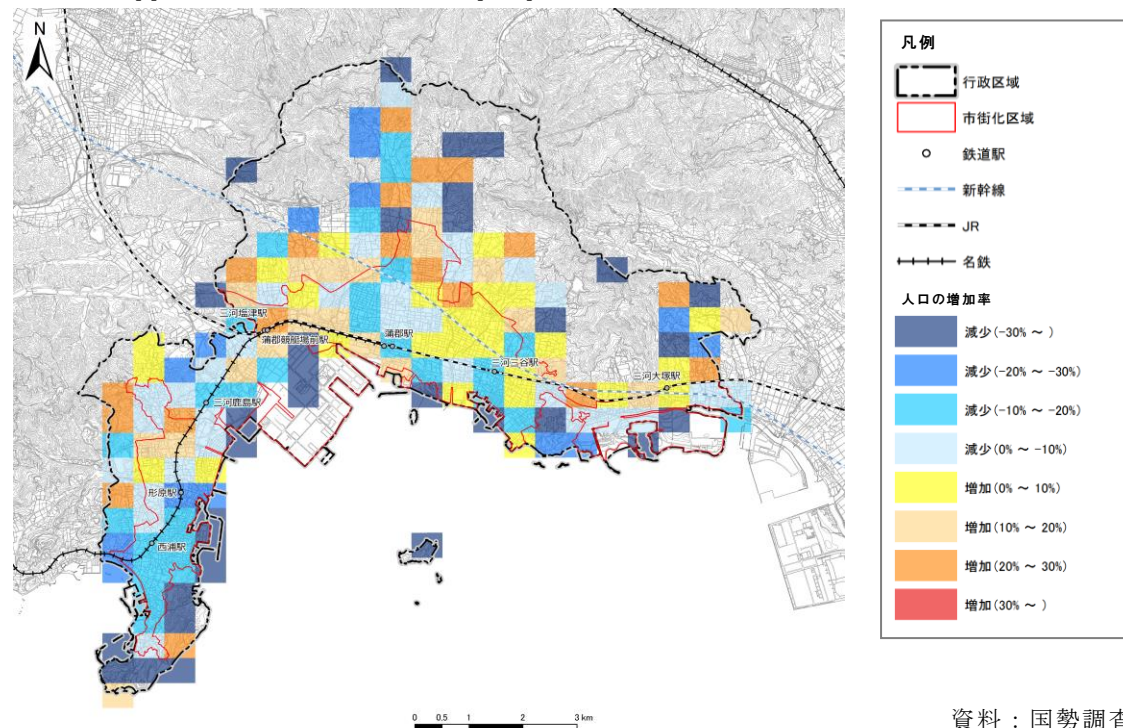 N
三河塩津駅
蒲郡競艇場前駅
蒲郡駅
三河三谷駅
三河大塚駅
三河鹿島駅
形原駅
西浦駅
0 0.5 1 2 3 km
凡例
行政区域
市街化区域
鉄道駅
新幹線
JR
名鉄
人口の増加率
減少(-30% ~ )
減少(-20% ~ -30%)
減少(-10% ~ -20%)
減少(0% ~ -10%)
増加(0% ~ 10%)
増加(10% ~ 20%)
増加(20% ~ 30%)
増加(30% ~ )
資料：国勢調査